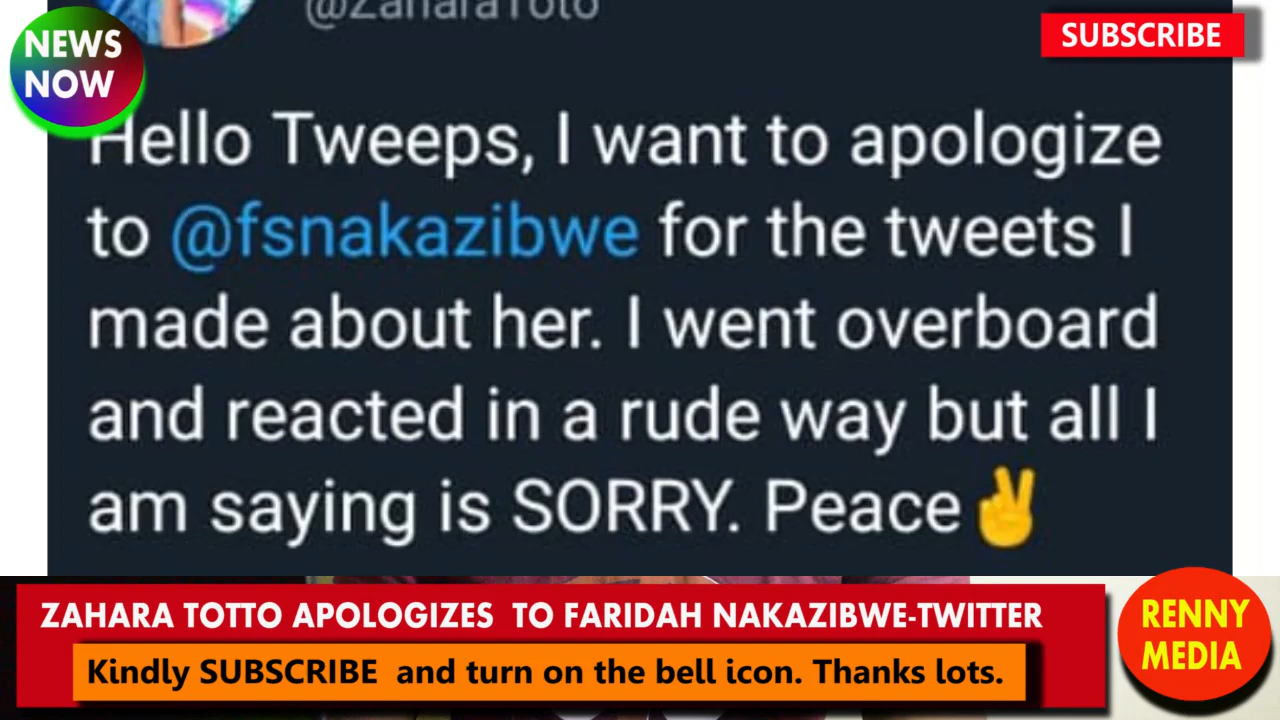 @ZaharaToto
NEWS
NOW
SUBSCRIBE
Hello Tweeps, I want to apologize
to @fsnakazibwe for the tweets I
made about her. I went overboard
and reacted in a rude way but all I
am saying is SORRY. Peace✌️
ZAHARA TOTTO APOLOGIZES TO FARIDAH NAKAZIBWE-TWITTER
Kindly SUBSCRIBE and turn on the bell icon. Thanks lots.
RENNY
MEDIA